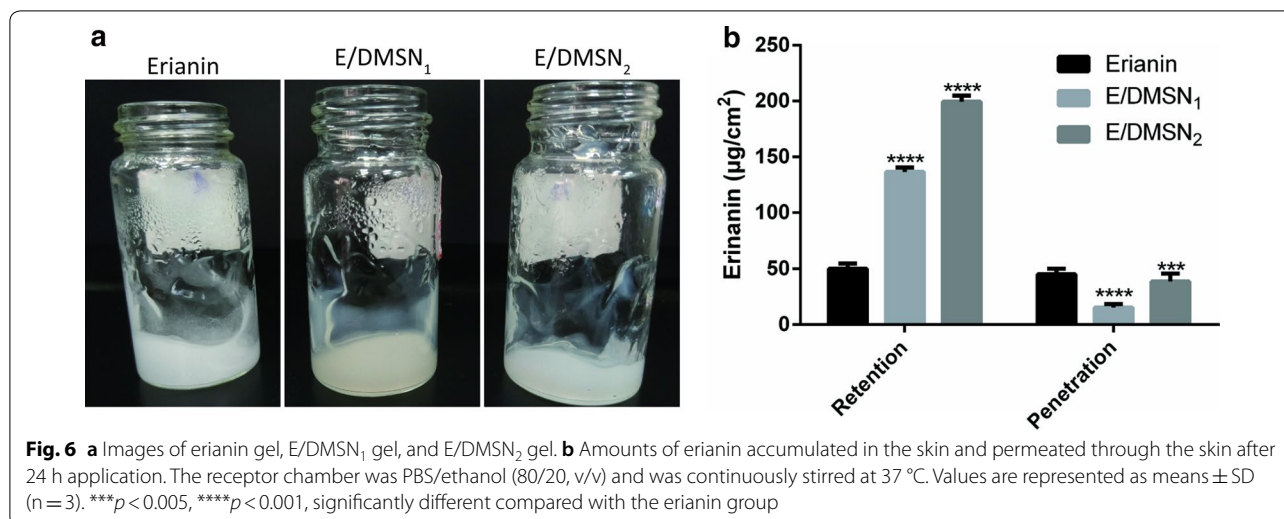 a
Erianin
E/DMSN₁
E/DMSN₂
b
Erinanin (µg/cm²)
250
200
150
100
50
0
Erianin
E/DMSN₁
E/DMSN₂
****
****
****
***
Retention
Penetration
Fig. 6 a Images of erianin gel, E/DMSN₁ gel, and E/DMSN₂ gel. b Amounts of erianin accumulated in the skin and permeated through the skin after
24 h application. The receptor chamber was PBS/ethanol (80/20, v/v) and was continuously stirred at 37 °C. Values are represented as means ± SD
(n = 3). ***p < 0.005, ****p < 0.001, significantly different compared with the erianin group